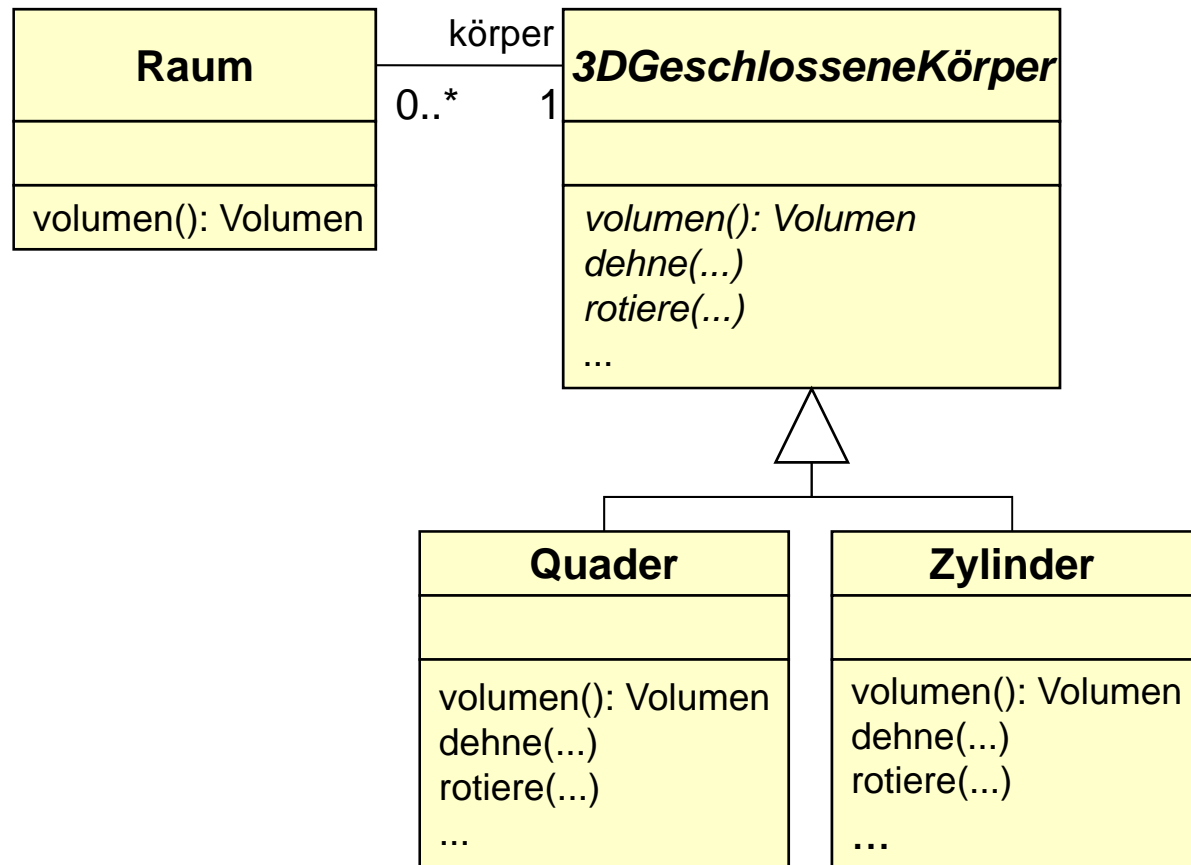 Raum
volumen(): Volumen
körper
0..*
1
3DGeschlosseneKörper
volumen(): Volumen
dehne(...)
rotiere(...)
...
Quader
volumen(): Volumen
dehne(...)
rotiere(...)
...
Zylinder
volumen(): Volumen
dehne(...)
rotiere(...)
...